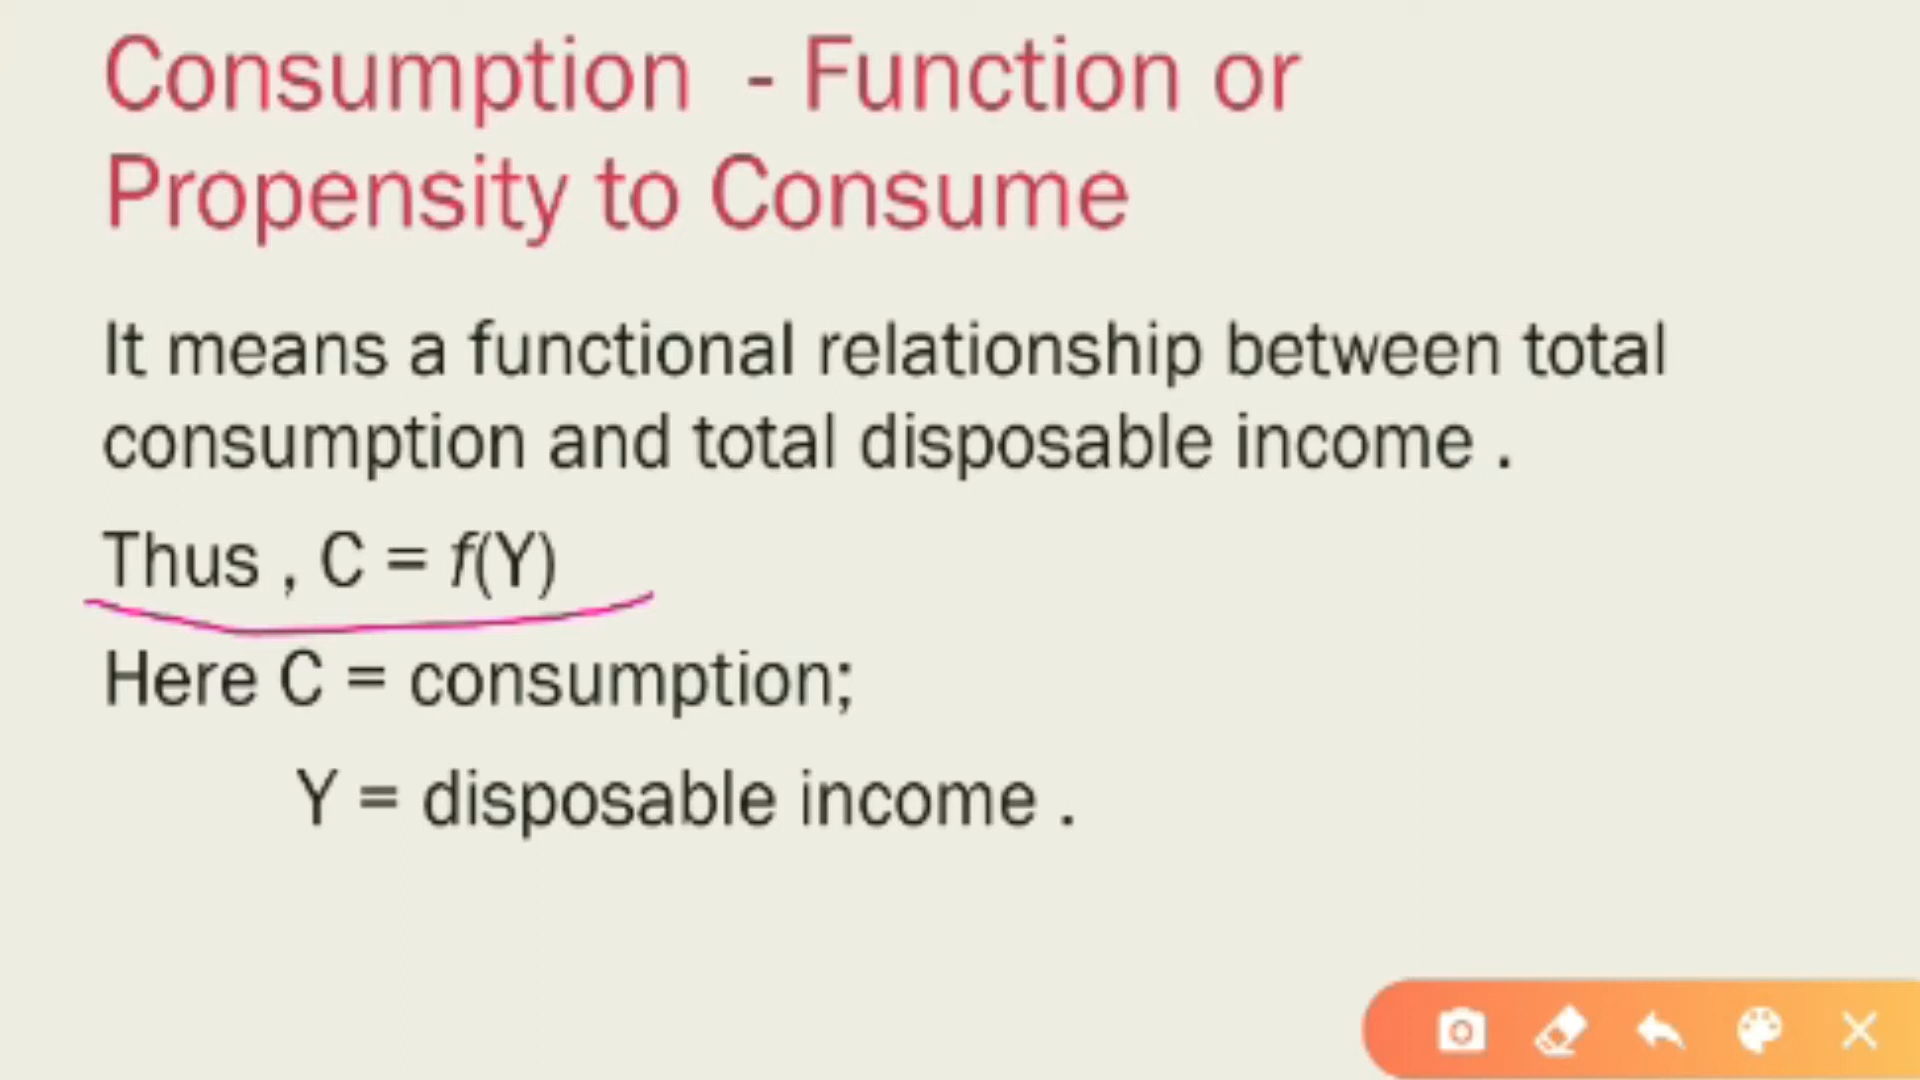 Consumption - Function or
Propensity to Consume
It means a functional relationship between total
consumption and total disposable income .
Thus , C = f(Y)
Here C = consumption;
Y = disposable income .